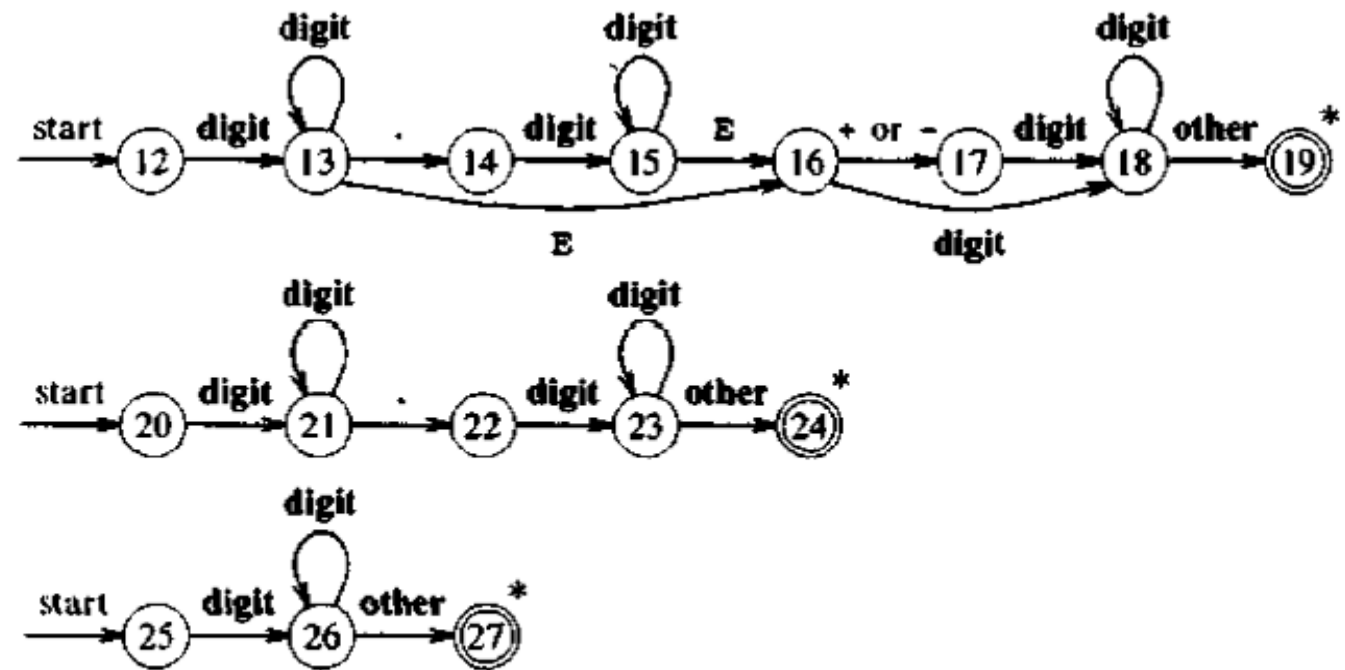 digit digit digit
start 12 digit 13 . 14 digit 15 E 16 + or - 17 digit 18 other 19 *
E digit
digit digit
start 20 digit 21 . 22 digit 23 other 24 *
digit
start 25 digit 26 other 27 *